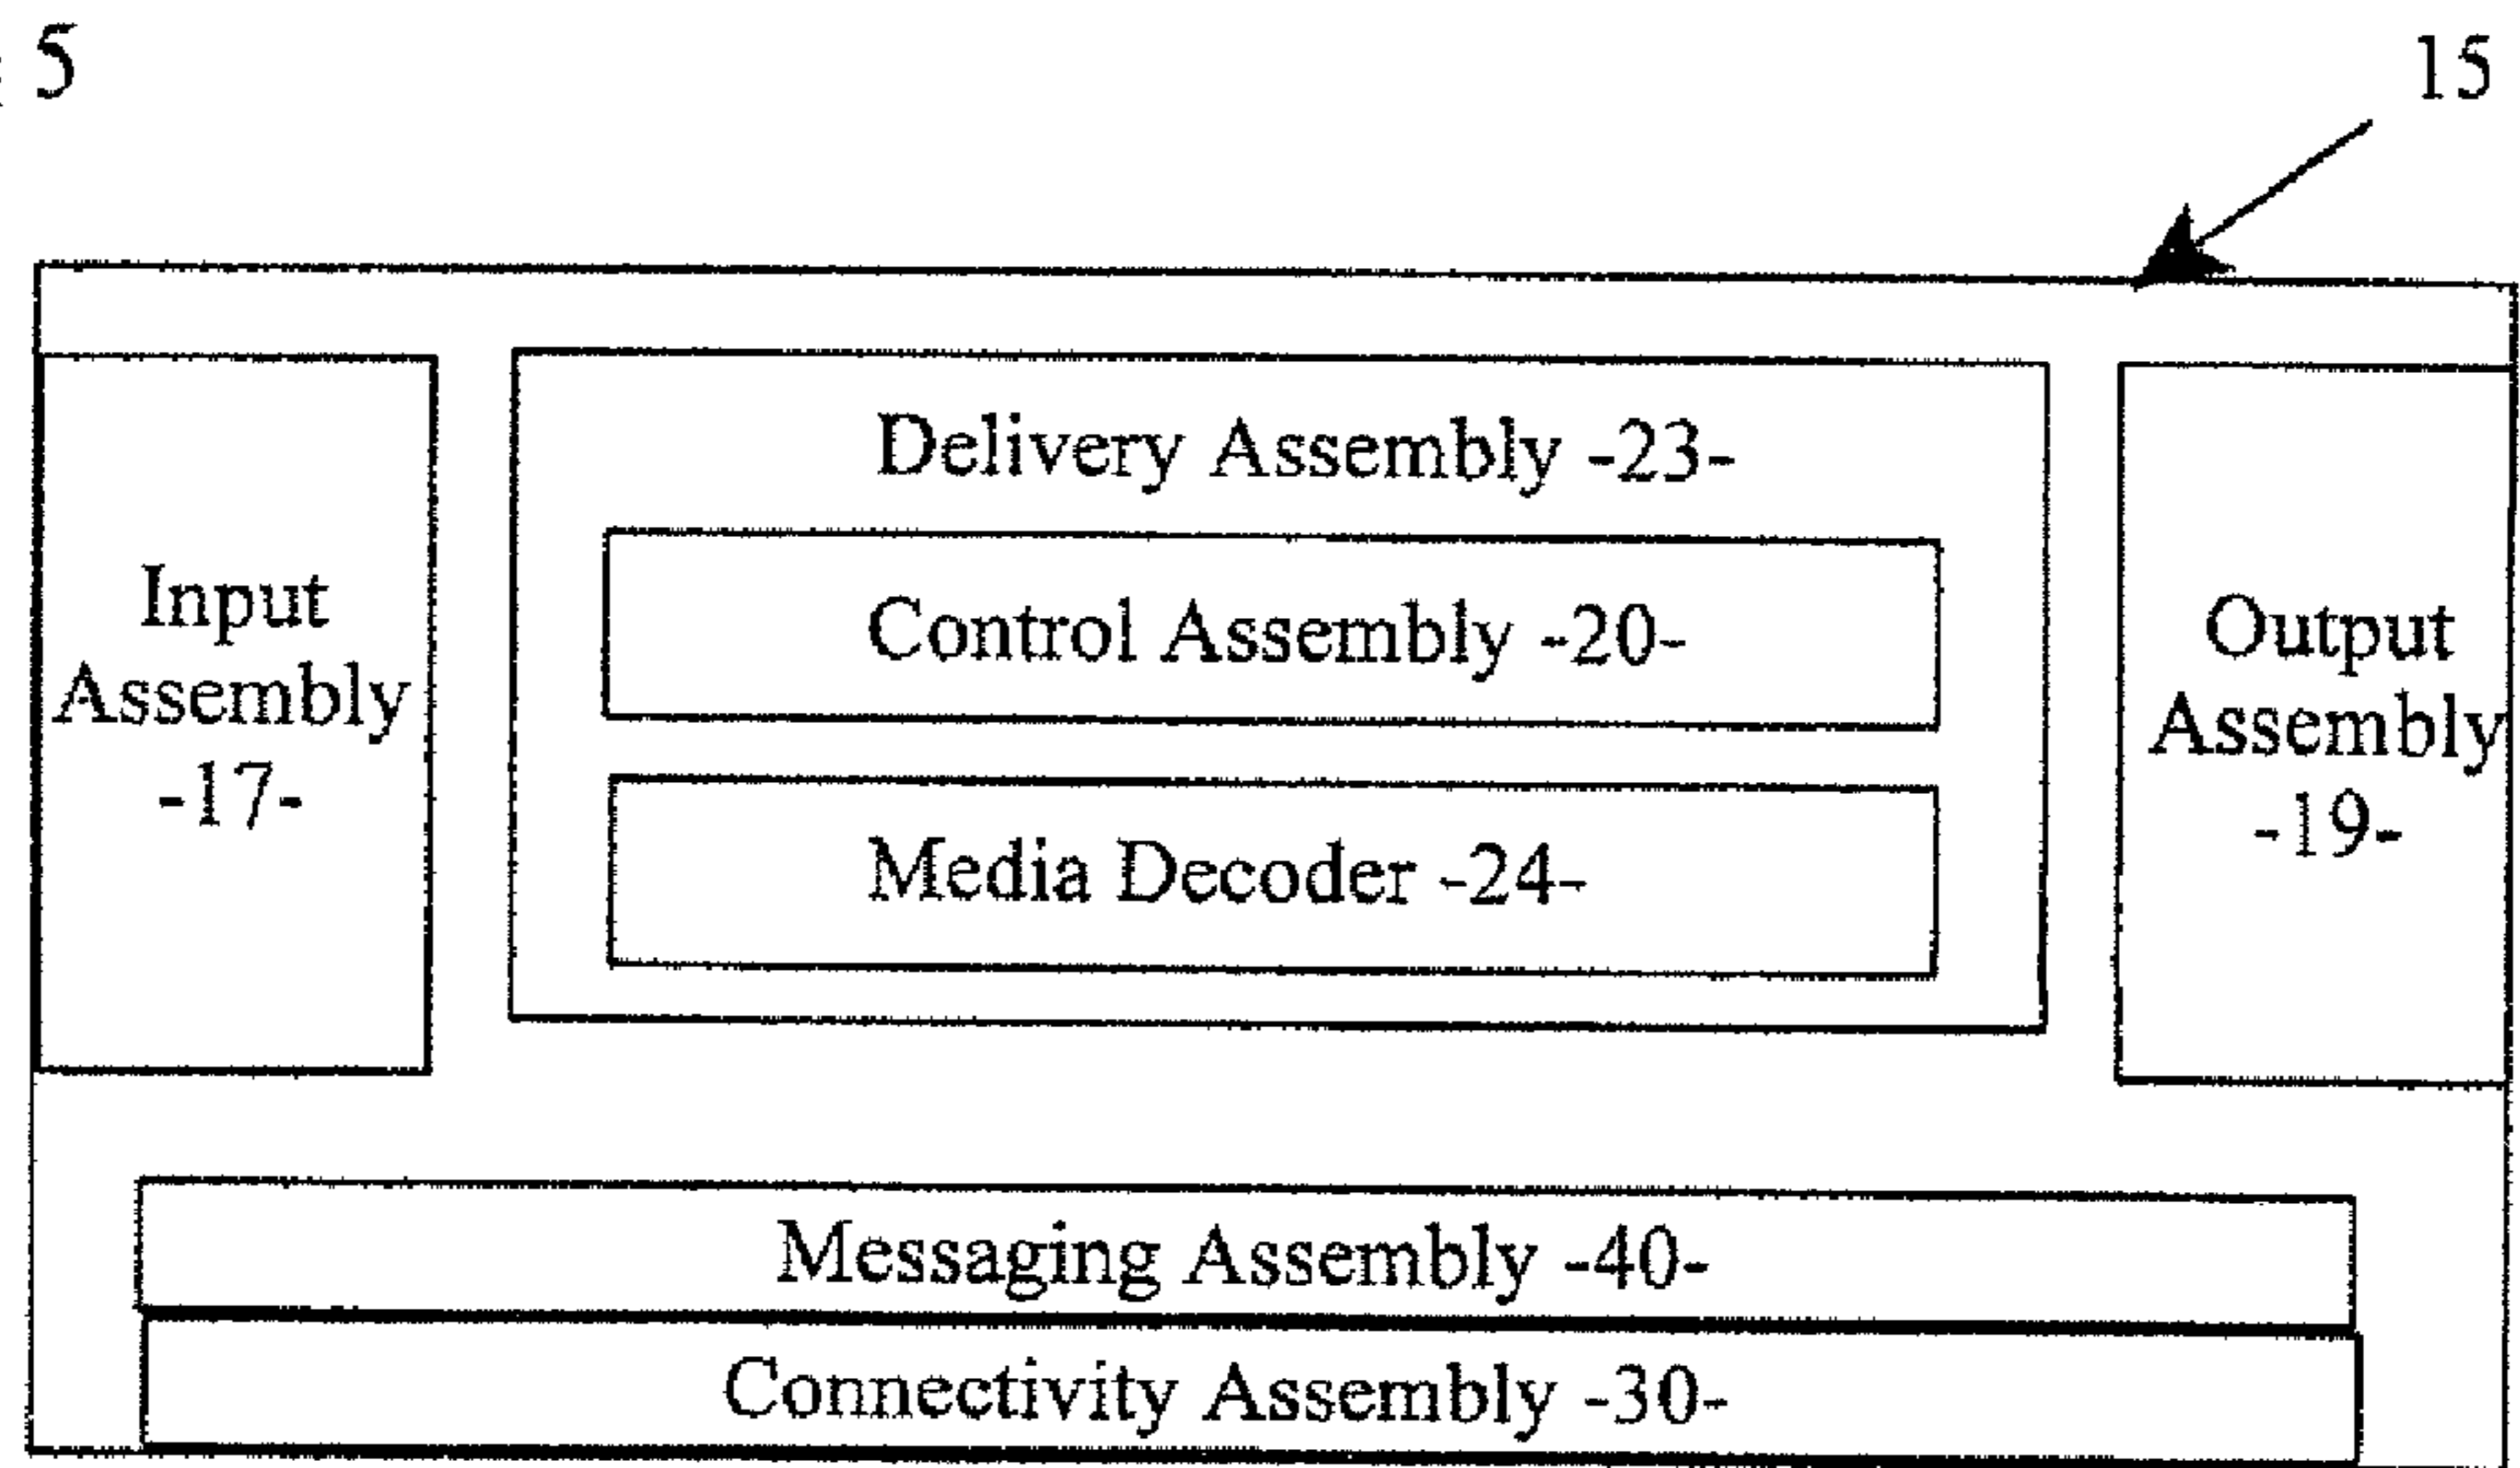 5
15
Delivery Assembly -23-
Input
Assembly
-17-
Control Assembly -20-
Media Decoder -24-
Output
Assembly
-19-
Messaging Assembly -40-
Connectivity Assembly -30-